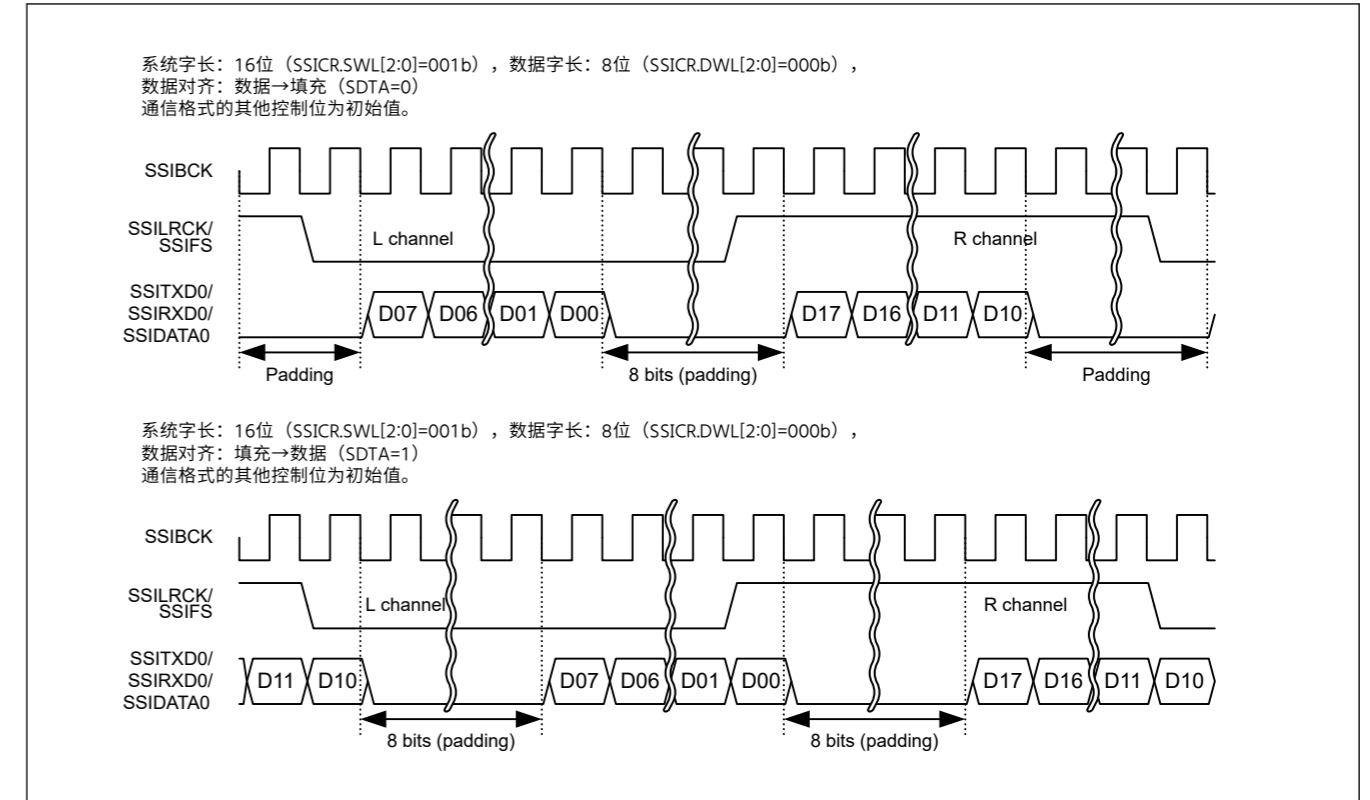 系统字长：16位（SSICR.SWL[2:0]=001b），数据字长：8位（SSICR.DWL[2:0]=000b），
数据对齐：数据→填充（SDTA=0）
通信格式的其他控制位为初始值。
SSIBCK
SSILRCK/
SSIFS
L channel
R channel
SSITXD0/
SSIRXD0/
SSIDATA0
D07 D06 D01 D00 D17 D16 D11 D10
Padding 8 bits (padding) Padding
系统字长：16位（SSICR.SWL[2:0]=001b），数据字长：8位（SSICR.DWL[2:0]=000b），
数据对齐：填充→数据（SDTA=1）
通信格式的其他控制位为初始值。
SSIBCK
SSILRCK/
SSIFS
L channel
R channel
SSITXD0/
SSIRXD0/
SSIDATA0
D11 D10 D07 D06 D01 D00 D17 D16 D11 D10
8 bits (padding) 8 bits (padding)